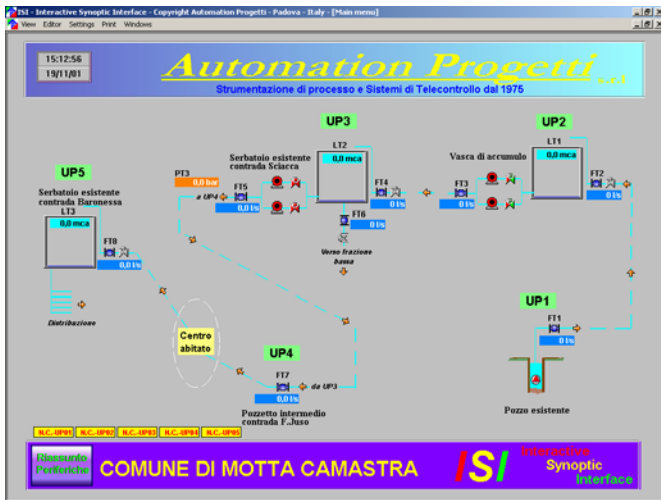 ISI - Interactive Synoptic Interface - Copyright Automation Progetti - Padova - Italy - [Main menu]
View Editor Settings Print Windows
15:12:56
19/11/01
Automation Progetti s.r.l
Strumentazione di processo e Sistemi di Telecontrollo dal 1975
UP3
UP2
LT2
0,0 mca
LT1
0,0 mca
UP5
Serbatoio esistente
contrada Baronessa
LT3
0,0 mca
PT3
0,0 bar
Serbatoio esistente
contrada Sciacca
Vasca di accumulo
a UP4
FT5
0,0 l/s
FT4
0 l/s
FT3
0 l/s
FT2
0 l/s
FT6
0 l/s
Verso frazione
bassa
FT8
0,0 l/s
Distribuzione
UP1
FT1
0 l/s
Centro
abitato
UP4
FT7
0,0 l/s
da UP3
Pozzetto intermedio
contrada F.Juso
Pozzo esistente
N.C.-UP01 N.C.-UP02 N.C.-UP03 N.C.-UP04 N.C.-UP05
Riassunto
Periferiche
COMUNE DI MOTTA CAMASTRA
ISI
Interactive
Synoptic
Interface